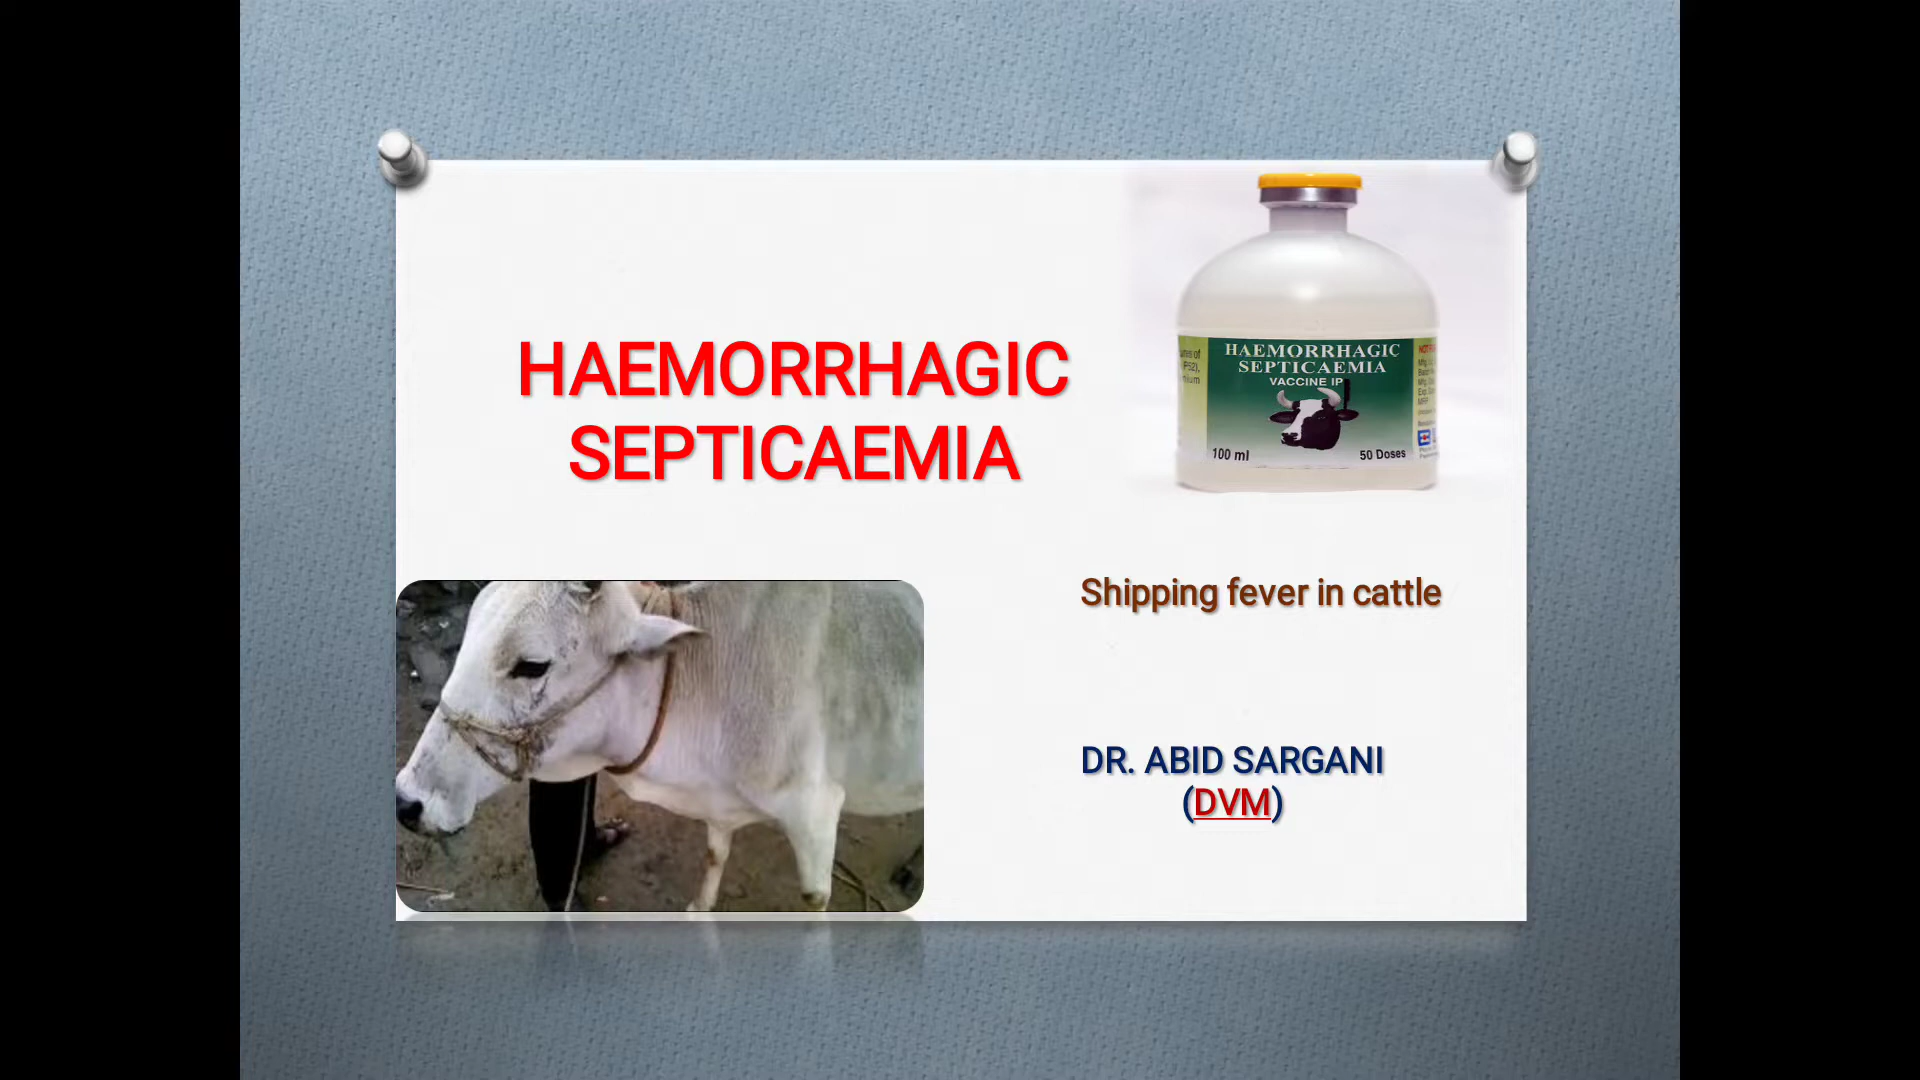 HAEMORRHAGIC
SEPTICAEMIA
HAEMORRHAGIC
SEPTICAEMIA
VACCINE IP
100 ml
50 Doses
Shipping fever in cattle
DR. ABID SARGANI
(DVM)